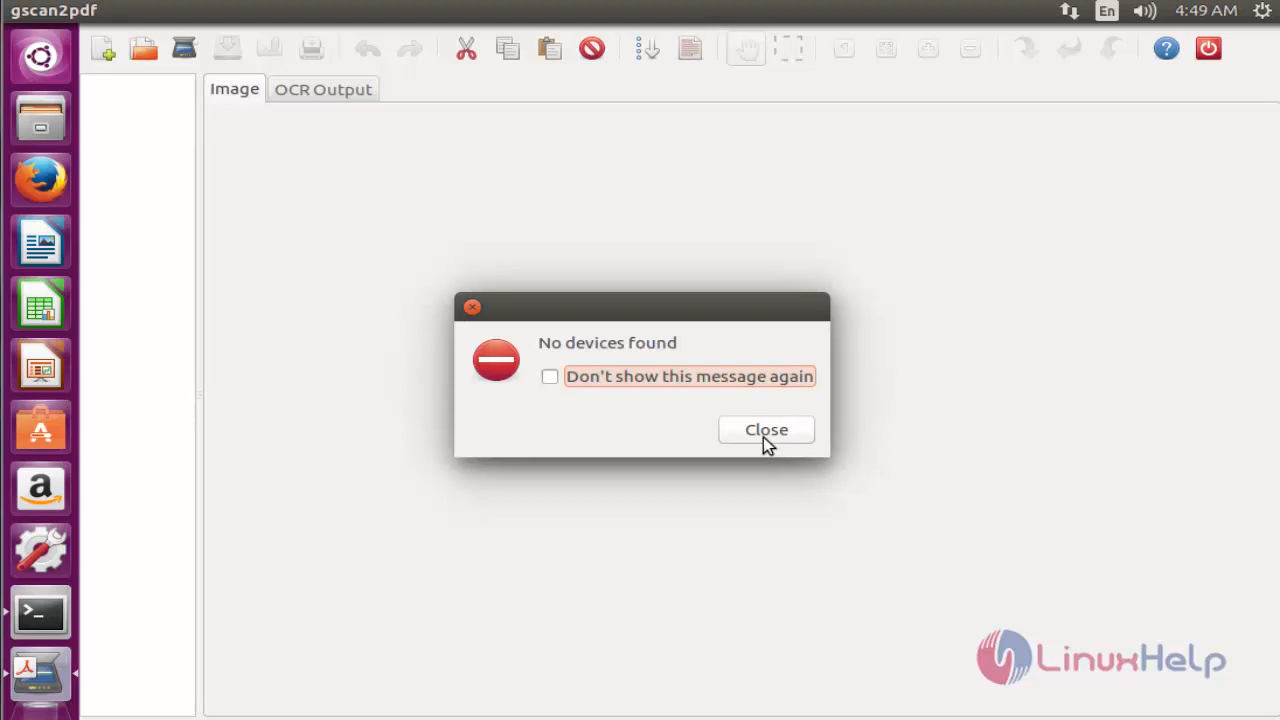 gscan2pdf
En
4:49 AM
Image
OCR Output
No devices found
Don't show this message again
Close
LinuxHelp